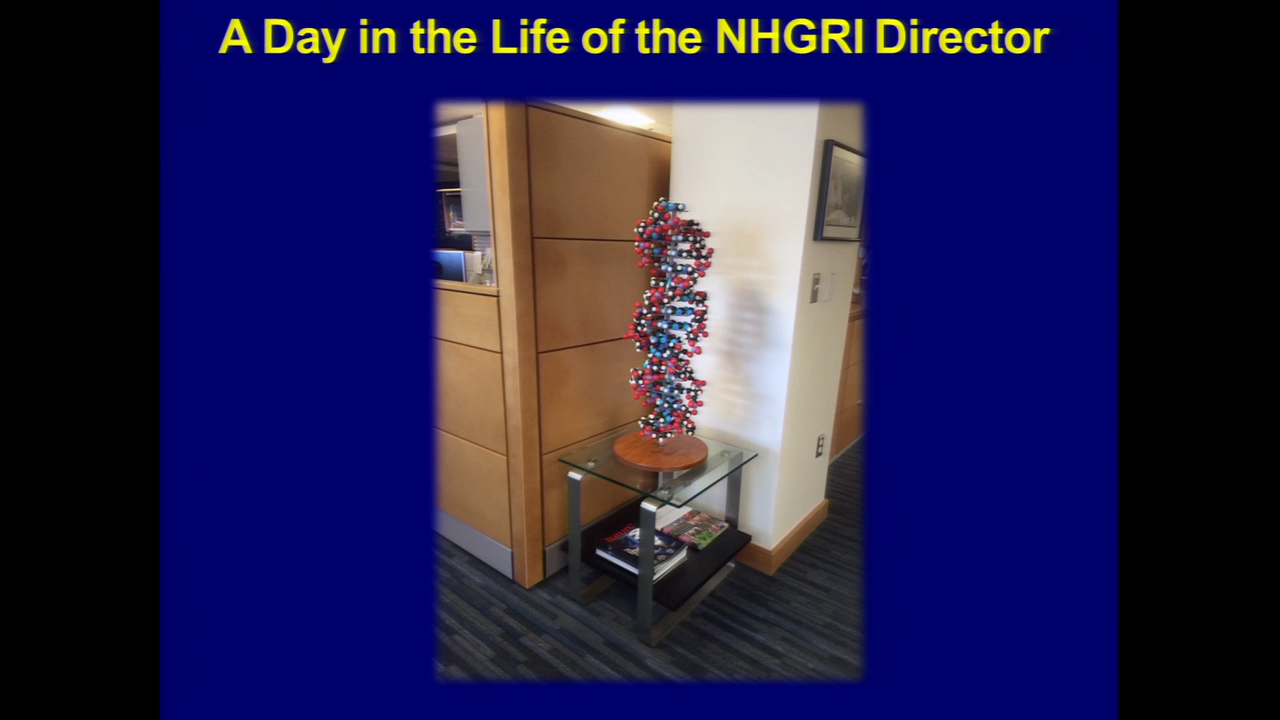 A Day in the Life of the NHGRI Director